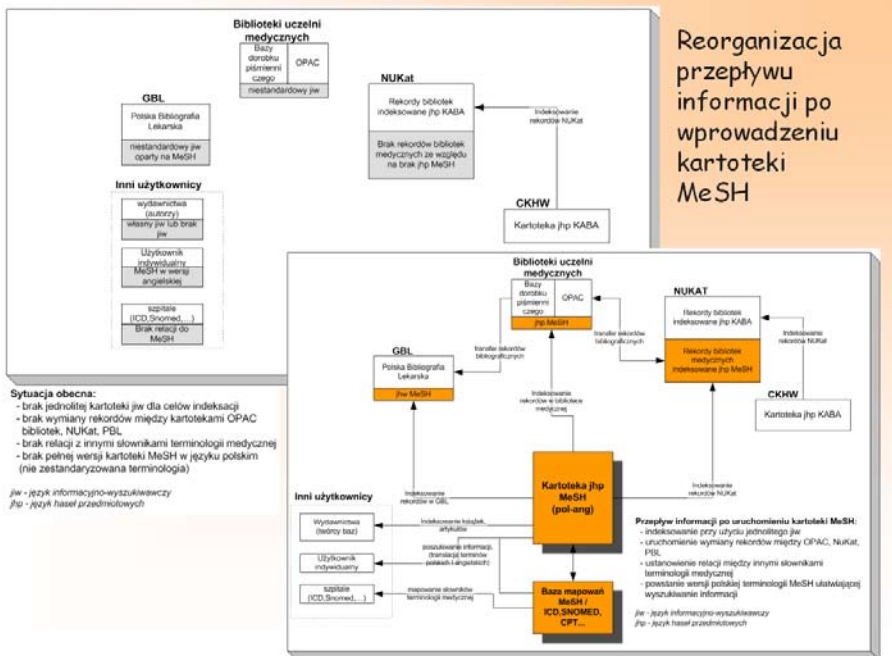 Reorganizacja
przepływu
informacji po
wprowadzeniu
kartoteki
MeSH
Biblioteki uczelni
medycznych
Bazy
dorobku
piśmienni
czego
OPAC
niestandardowy jiw
GBL
Polska Bibliografia
Lekarska
niestandardowy jiw
oparty na MeSH
NUKat
Rekordy bibliotek
indeksowane jhp KABA
Brak rekordów bibliotek
medycznych ze względu
na brak jhp MeSH
Indeksowanie
rekordów NUKat
CKHW
Kartoteka jhp KABA
Inni użytkownicy
wydawnictwa
(autorzy)
własny jiw lub brak
jiw
Użytkownik
indywidualny
MeSH w wersji
angielskiej
szpitale
(ICD,Snomed,...)
Brak relacji do
MeSH
Sytuacja obecna:
- brak jednolitej kartoteki jiw dla celów indeksacji
- brak wymiany rekordów między kartotekami OPAC
bibliotek, NUKat, PBL
- brak relacji z innymi słownikami terminologii medycznej
- brak pełnej wersji kartoteki MeSH w języku polskim
(nie zestandaryzowana terminologia)
jiw - język informacyjno-wyszukiwawczy
jhp - język haseł przedmiotowych
Biblioteki uczelni
medycznych
Bazy
dorobku
piśmienni
czego
OPAC
jhp MeSH
GBL
Polska Bibliografia
Lekarska
jhw MeSH
transfer rekordów
bibliograficznych
transfer rekordów
bibliograficznych
NUKAT
Rekordy bibliotek
indeksowane jhp KABA
Rekordy bibliotek
medycznych
indeksowane jhp MeSH
Indeksowanie
rekordów NUKat
CKHW
Kartoteka jhp KABA
Indeksowanie
rekordów w bibliotece
medycznej
Kartoteka jhp
MeSH
(pol-ang)
Indeksowanie
rekordów w GBL
Indeksowanie
rekordów NUKat
Inni użytkownicy
Wydawnictwa
(twórcy baz)
Użytkownik
indywidualny
szpitale
(ICD,Snomed,...)
Indeksowanie książek,
artykułów
poszukiwanie informacji,
(translacja terminów
polskich i angielskich)
mapowanie słowników
terminologii medycznej
Baza mapowań
MeSH /
ICD,SNOMED,
CPT...
Przepływ informacji po uruchomieniu kartoteki MeSH:
- indeksowanie przy użyciu jednolitego jiw
- uruchomienie wymiany rekordów między OPAC, NuKat,
PBL
- ustanowienie relacji między innymi słownikami
terminologii medycznej
- powstanie wersji polskiej terminologii MeSH ułatwiającej
wyszukiwanie informacji
jiw - język informacyjno-wyszukiwawczy
jhp - język haseł przedmiotowych